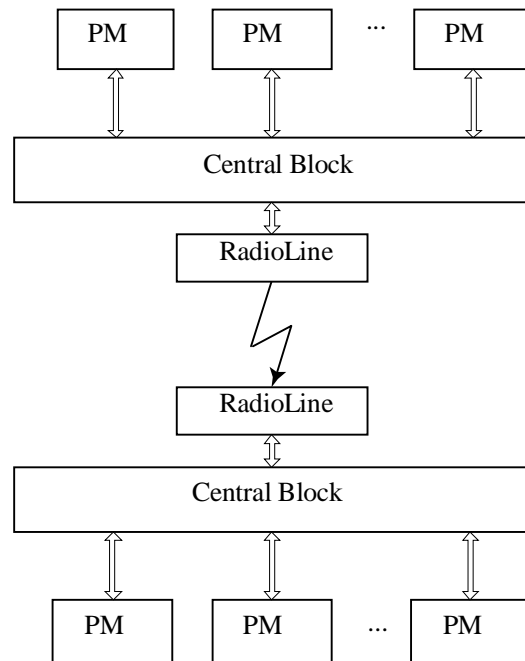 PM PM ... PM
Central Block
RadioLine
RadioLine
Central Block
PM PM ... PM